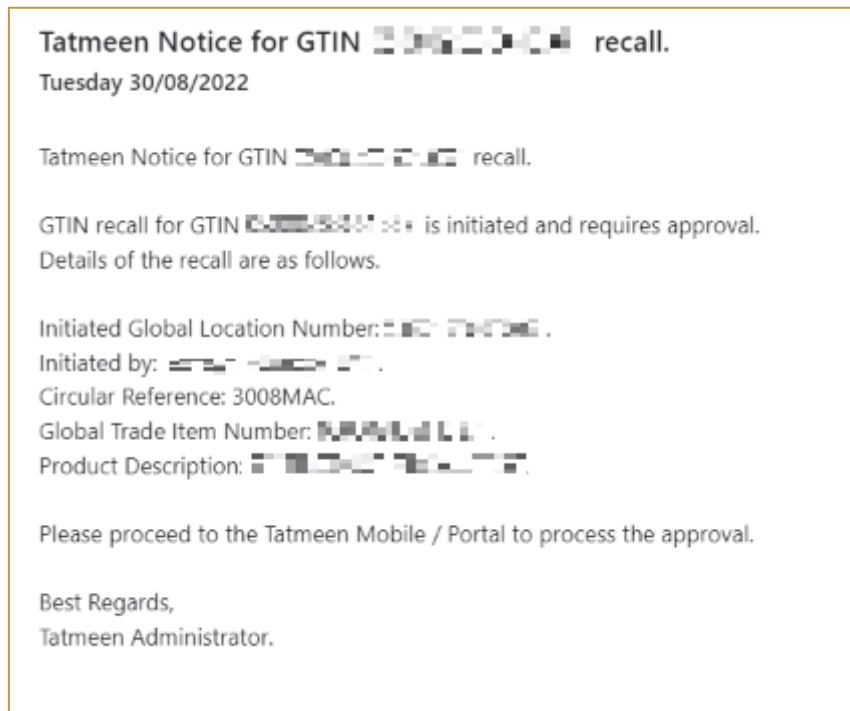 Tatmeen Notice for GTIN recall.
Tuesday 30/08/2022
Tatmeen Notice for GTIN recall.
GTIN recall for GTIN is initiated and requires approval.
Details of the recall are as follows.
Initiated Global Location Number: .
Initiated by: .
Circular Reference: 3008MAC.
Global Trade Item Number: .
Product Description: .
Please proceed to the Tatmeen Mobile / Portal to process the approval.
Best Regards,
Tatmeen Administrator.